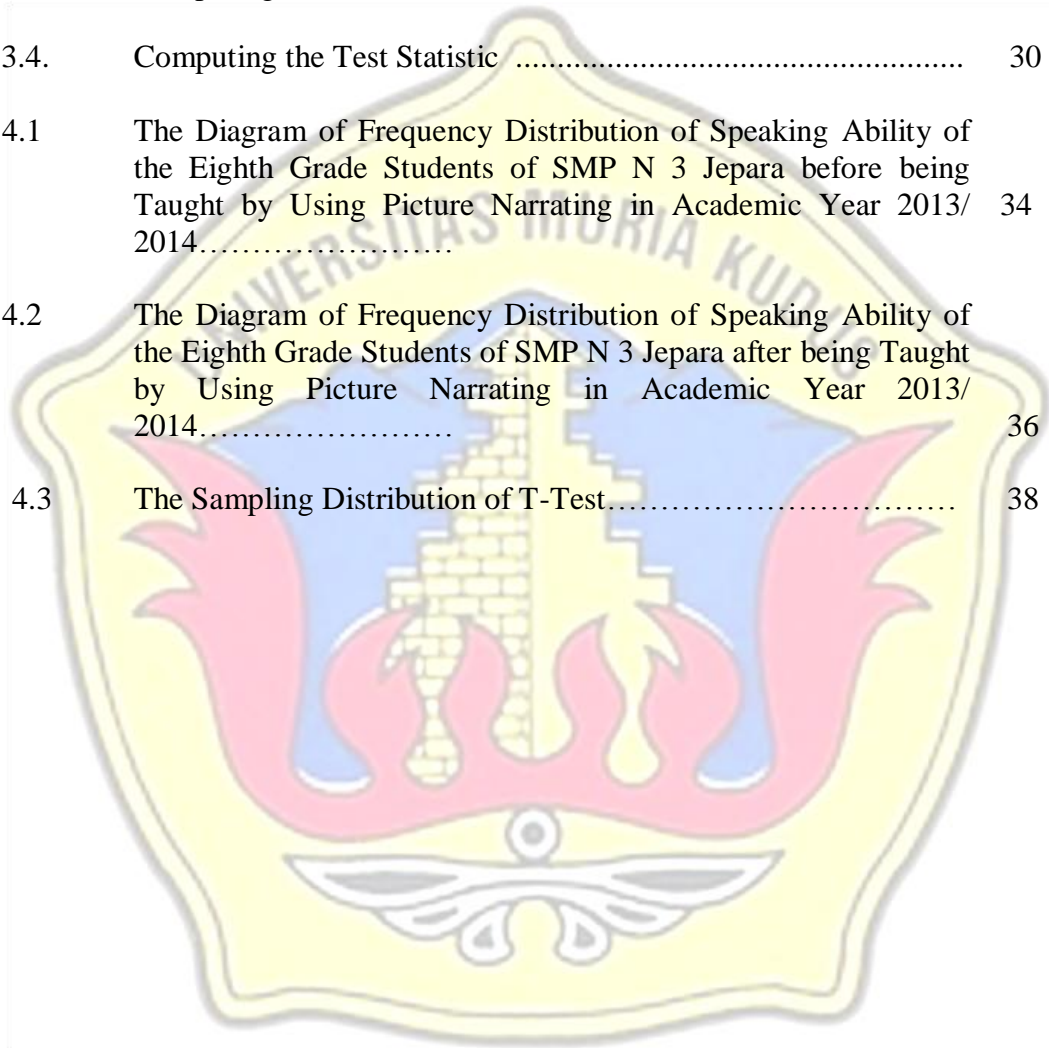 3.4. Computing the Test Statistic .................................................. 30
4.1 The Diagram of Frequency Distribution of Speaking Ability of
the Eighth Grade Students of SMP N 3 Jepara before being
Taught by Using Picture Narrating in Academic Year 2013/ 34
2014……………………
4.2 The Diagram of Frequency Distribution of Speaking Ability of
the Eighth Grade Students of SMP N 3 Jepara after being Taught
by Using Picture Narrating in Academic Year 2013/
2014…………………… 36
4.3 The Sampling Distribution of T-Test…………………………… 38
UNIVERSITAS MURIA KUDUS